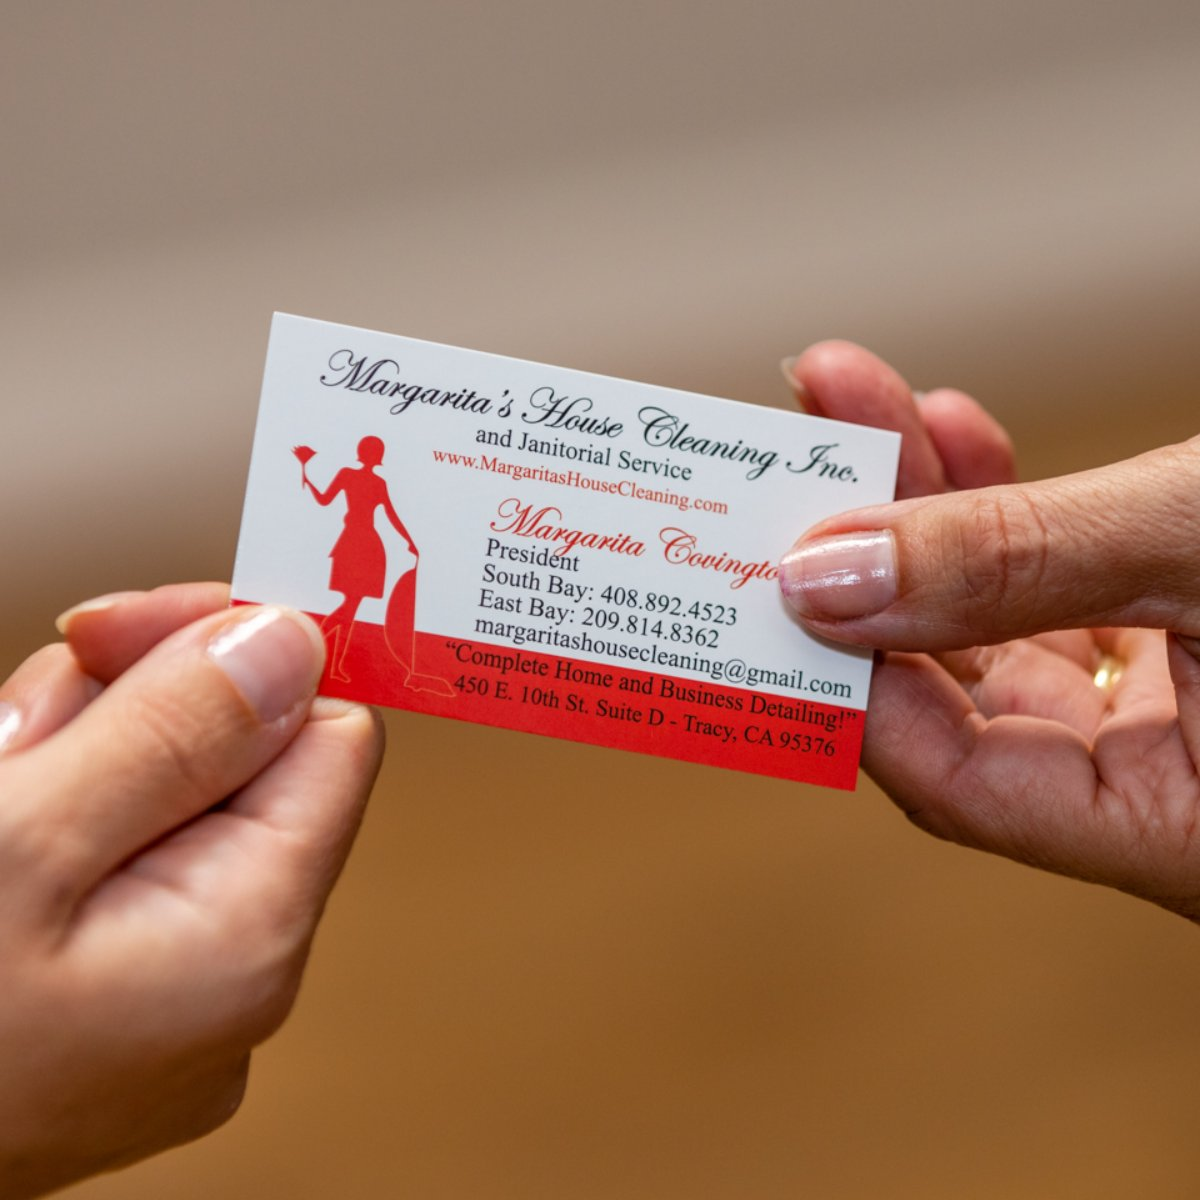 Margarita's House Cleaning Inc.
and Janitorial Service
www.MargaritasHouseCleaning.com
Margarita
President
South Bay: 408.892.4523
East Bay: 209.814.8362
margaritashousecleaning@gmail.com
“Complete Home and Business Detailing!”
450 E. 10th St. Suite D - Tracy, CA 95376